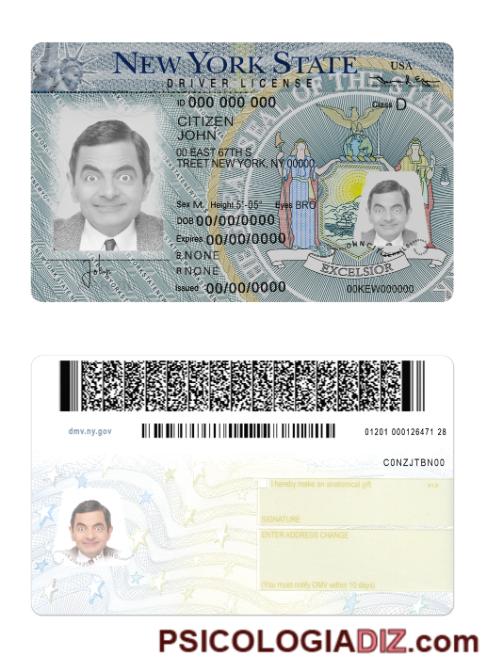 NEW YORK STATE
USA
DRIVER LICENSE
ID 000 000 000
Class D
CITIZEN
JOHN
00 EAST 67TH S
TREET NEW YORK, NY 00000
Sex M Height 5'-05" Eyes BRO
DOB 00/00/0000
Expires 00/00/0000
E NONE
R NONE
Issued 00/00/0000
EXCELSIOR
00KEW000000
dmv.ny.gov
01201 000126471 28
C0NZJTBN00
I hereby make an anatomical gift
SIGNATURE
ENTER ADDRESS CHANGE
(You must notify DMV within 10 days)
PSICOLOGIADIZ.com